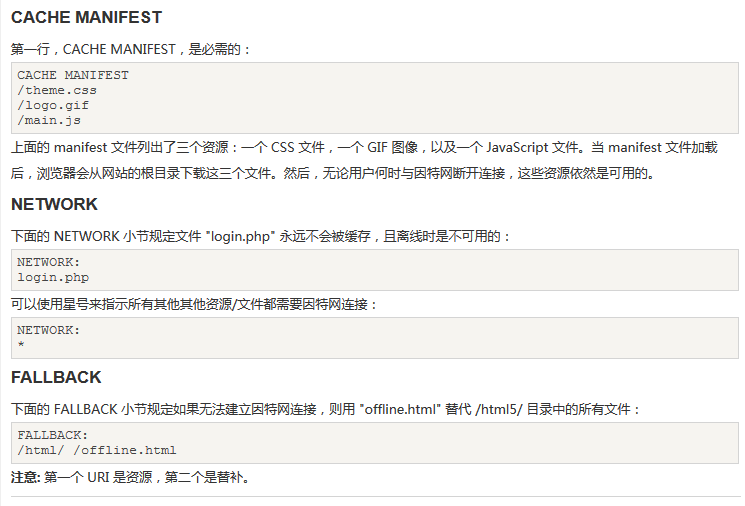 CACHE MANIFEST
第一行，CACHE MANIFEST，是必需的：
CACHE MANIFEST
/theme.css
/logo.gif
/main.js
上面的 manifest 文件列出了三个资源：一个 CSS 文件，一个 GIF 图像，以及一个 JavaScript 文件。当 manifest 文件加载
后，浏览器会从网站的根目录下载这三个文件。然后，无论用户何时与因特网断开连接，这些资源依然是可用的。
NETWORK
下面的 NETWORK 小节规定文件 "login.php" 永远不会被缓存，且离线时是不可用的：
NETWORK:
login.php
可以使用星号来指示所有其他其他资源/文件都需要因特网连接：
NETWORK:
*
FALLBACK
下面的 FALLBACK 小节规定如果无法建立因特网连接，则用 "offline.html" 替代 /html5/ 目录中的所有文件：
FALLBACK:
/html/ /offline.html
注意: 第一个 URI 是资源，第二个是替补。